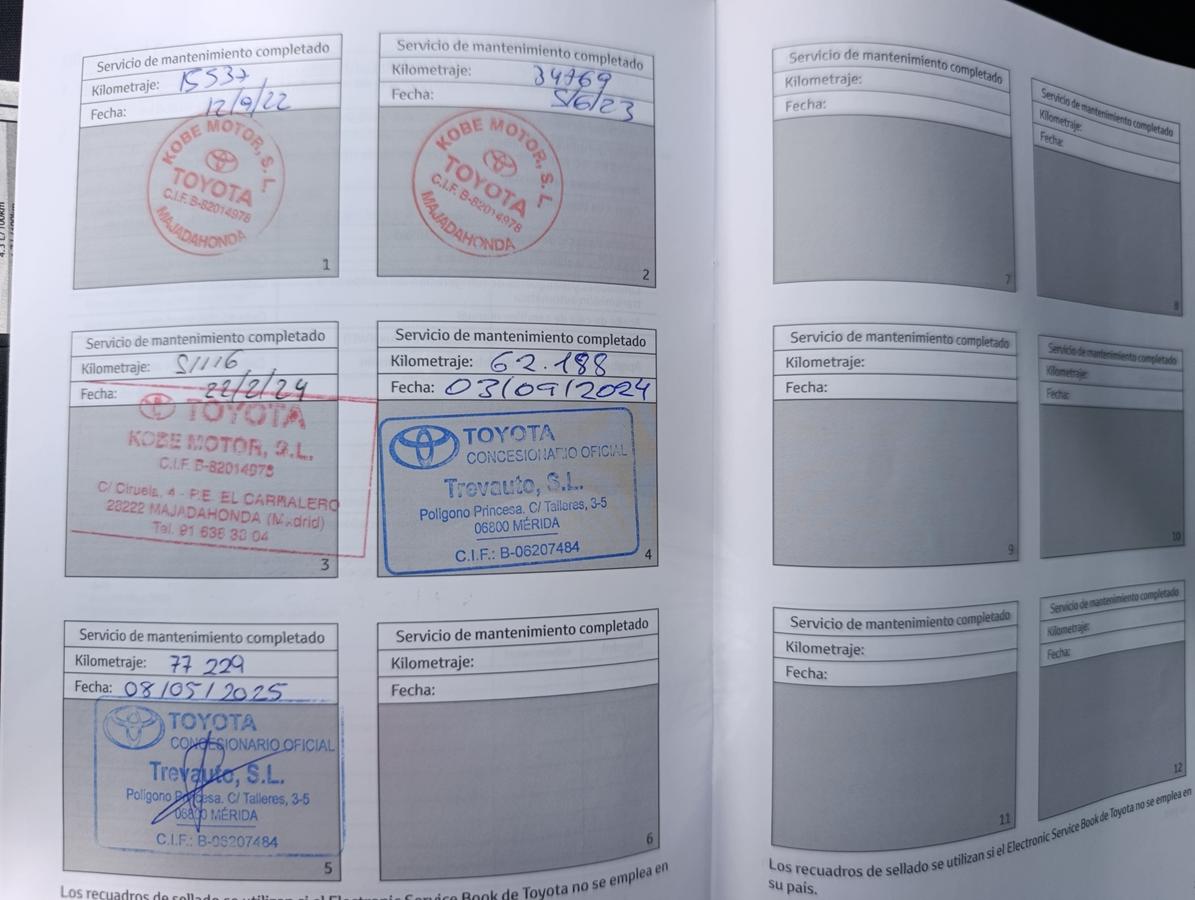 Servicio de mantenimiento completado
Kilometraje: 15537
Fecha: 12/9/22
KOBE MOTOR, S. L.
TOYOTA
C.I.F. B-82014978
MAJADAHONDA
1
Servicio de mantenimiento completado
Kilometraje: 34769
Fecha: 5/6/23
KOBE MOTOR, S. L.
TOYOTA
C.I.F. B-82014978
MAJADAHONDA
2
Servicio de mantenimiento completado
Kilometraje: 51116
Fecha: 22/2/24
TOYOTA
KOBE MOTOR, S.L.
C.I.F. B-82014978
C/ Ciruela, 4 - P.E. EL CARRALERO
28222 MAJADAHONDA (Madrid)
Tel. 91 636 33 04
3
Servicio de mantenimiento completado
Kilometraje: 62.188
Fecha: 03/09/2024
TOYOTA
CONCESIONARIO OFICIAL
Trevauto, S.L.
Poligono Princesa. C/ Talleres, 3-5
06800 MÉRIDA
C.I.F.: B-06207484
4
Servicio de mantenimiento completado
Kilometraje: 77 229
Fecha: 08/05/2025
TOYOTA
CONCESIONARIO OFICIAL
Trevauto, S.L.
Poligono Princesa. C/ Talleres, 3-5
06800 MÉRIDA
C.I.F.: B-06207484
5
Servicio de mantenimiento completado
Kilometraje:
Fecha:
6
Los recuadros de sellado se utilizan si el Electronic Service Book de Toyota no se emplea en
Servicio de mantenimiento completado
Kilometraje:
Fecha:
7
Servicio de mantenimiento completado
Kilometraje:
Fecha:
8
Servicio de mantenimiento completado
Kilometraje:
Fecha:
9
Servicio de mantenimiento completado
Kilometraje:
Fecha:
10
Servicio de mantenimiento completado
Kilometraje:
Fecha:
11
Servicio de mantenimiento completado
Kilometraje:
Fecha:
12
Los recuadros de sellado se utilizan si el Electronic Service Book de Toyota no se emplea en
su pais.